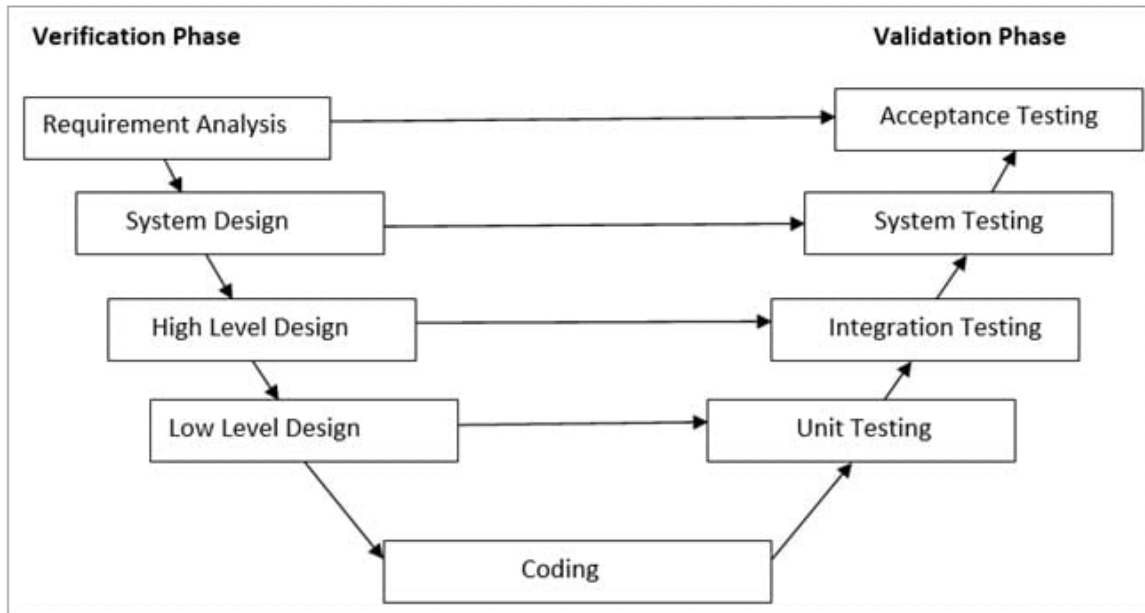 Verification Phase
Validation Phase
Requirement Analysis
Acceptance Testing
System Design
System Testing
High Level Design
Integration Testing
Low Level Design
Unit Testing
Coding